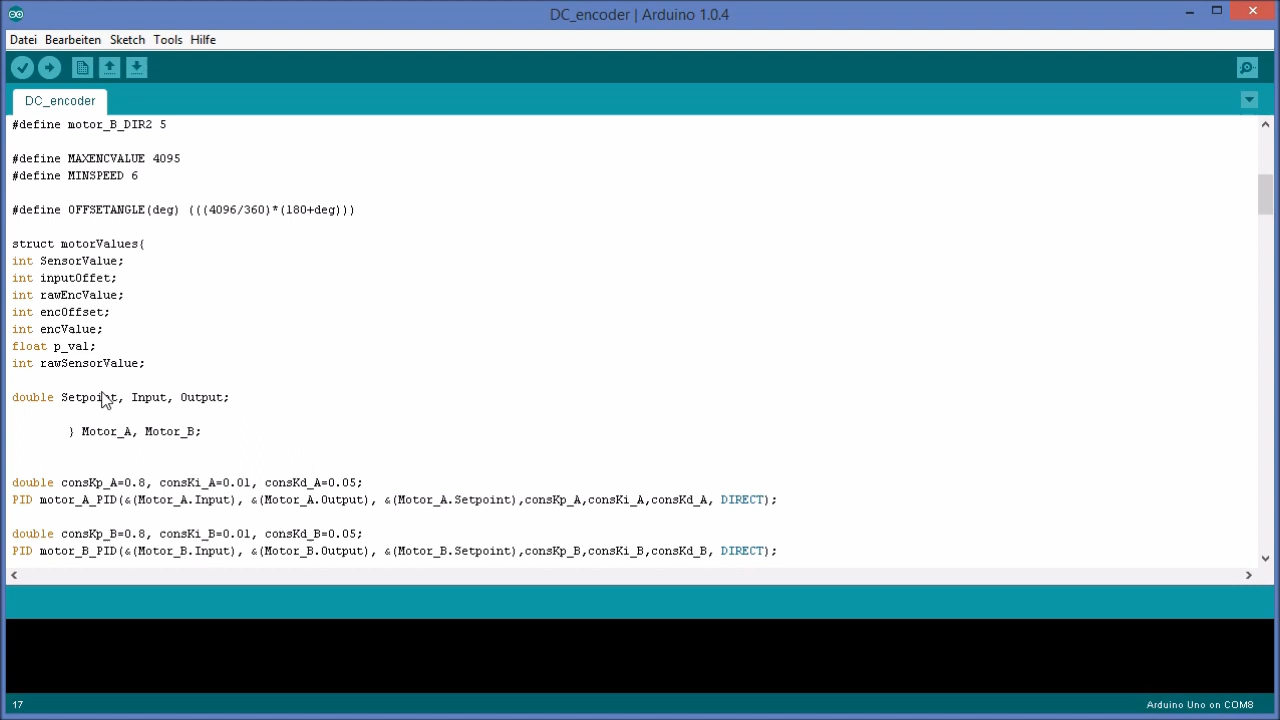 DC_encoder | Arduino 1.0.4
Datei Bearbeiten Sketch Tools Hilfe
DC_encoder
#define motor_B_DIR2 5
#define MAXENCVALUE 4095
#define MINSPEED 6
#define OFFSETANGLE(deg) (((4096/360)*(180+deg)))
struct motorValues{
int SensorValue;
int inputOffet;
int rawEncValue;
int encOffset;
int encValue;
float p_val;
int rawSensorValue;
double Setpoint, Input, Output;
} Motor_A, Motor_B;
double consKp_A=0.8, consKi_A=0.01, consKd_A=0.05;
PID motor_A_PID(&(Motor_A.Input), &(Motor_A.Output), &(Motor_A.Setpoint),consKp_A,consKi_A,consKd_A, DIRECT);
double consKp_B=0.8, consKi_B=0.01, consKd_B=0.05;
PID motor_B_PID(&(Motor_B.Input), &(Motor_B.Output), &(Motor_B.Setpoint),consKp_B,consKi_B,consKd_B, DIRECT);
17
Arduino Uno on COM8